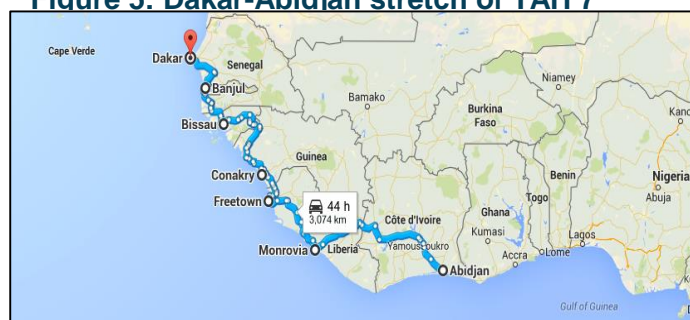 Figure 5: Dakar-Abidjan stretch of TAH 7
Cape Verde
Dakar
Senegal
Banjul
Bissau
Bamako
Niamey
Burkina
Faso
Kano
Guinea
Conakry
Freetown
44 h
3,074 km
Monrovia
Liberia
Côte d'Ivoire
Yamoussoukro
Abidjan
Ghana
Kumasi
Accra
Togo
Lome
Benin
Lagos
Nigeria
Abuja
Gulf of Guinea